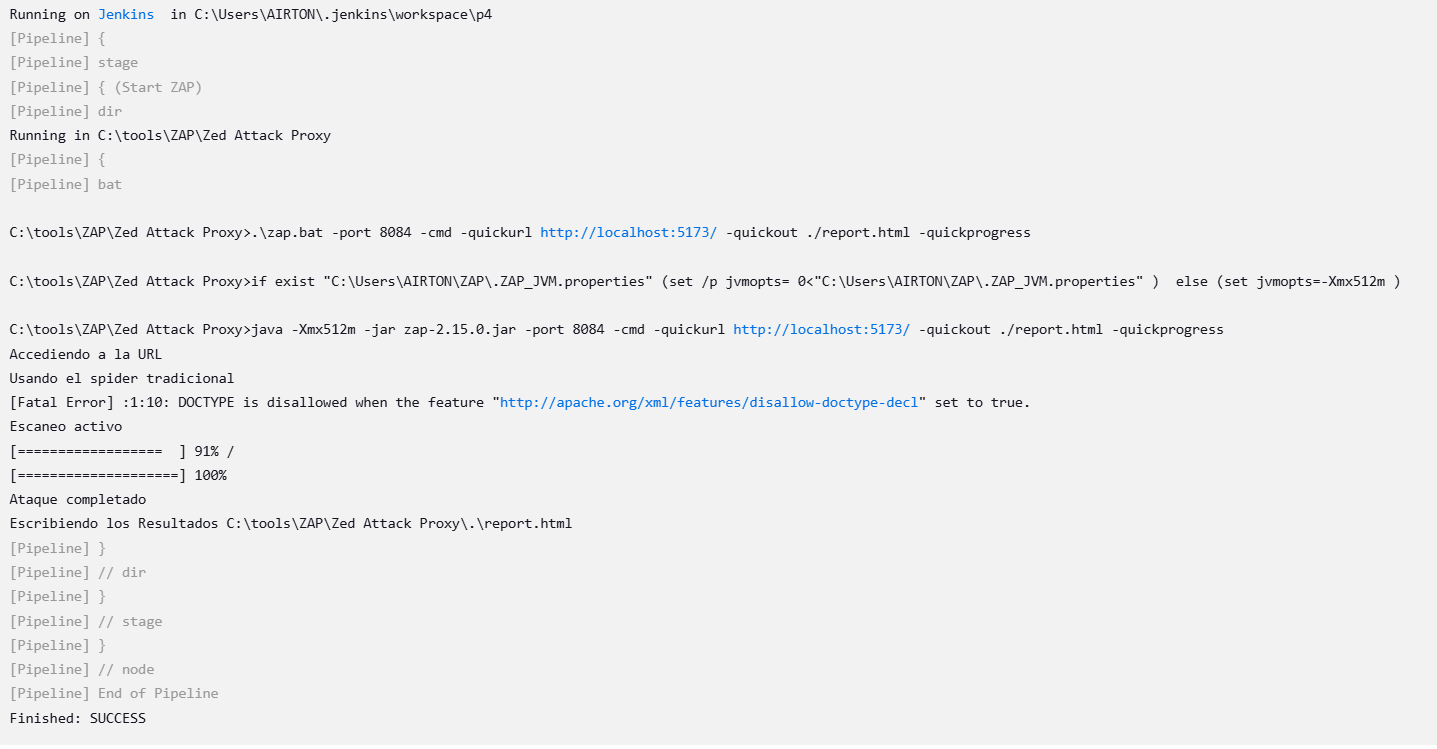 Running on Jenkins  in C:\Users\AIRTON\.jenkins\workspace\p4
[Pipeline] {
[Pipeline] stage
[Pipeline] { (Start ZAP)
[Pipeline] dir
Running in C:\tools\ZAP\Zed Attack Proxy
[Pipeline] {
[Pipeline] bat
C:\tools\ZAP\Zed Attack Proxy>.\zap.bat -port 8084 -cmd -quickurl http://localhost:5173/ -quickout ./report.html -quickprogress
C:\tools\ZAP\Zed Attack Proxy>if exist "C:\Users\AIRTON\ZAP\.ZAP_JVM.properties" (set /p jvmopts= 0<"C:\Users\AIRTON\ZAP\.ZAP_JVM.properties" )  else (set jvmopts=-Xmx512m )
C:\tools\ZAP\Zed Attack Proxy>java -Xmx512m -jar zap-2.15.0.jar -port 8084 -cmd -quickurl http://localhost:5173/ -quickout ./report.html -quickprogress
Accediendo a la URL
Usando el spider tradicional
[Fatal Error] :1:10: DOCTYPE is disallowed when the feature "http://apache.org/xml/features/disallow-doctype-decl" set to true.
Escaneo activo
[==================  ] 91% /
[====================] 100%
Ataque completado
Escribiendo los Resultados C:\tools\ZAP\Zed Attack Proxy\.\report.html
[Pipeline] }
[Pipeline] // dir
[Pipeline] }
[Pipeline] // stage
[Pipeline] }
[Pipeline] // node
[Pipeline] End of Pipeline
Finished: SUCCESS